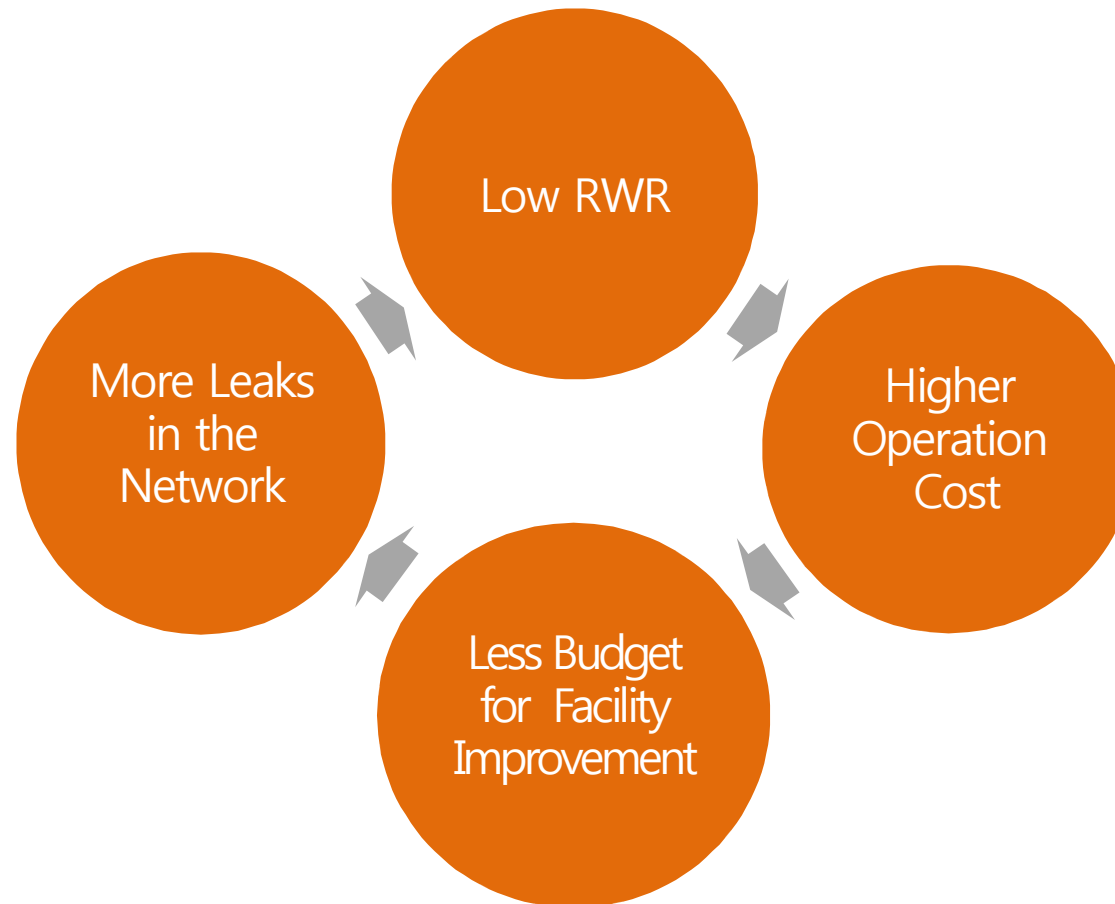 Low RWR
More Leaks
in the
Network
Higher
Operation
Cost
Less Budget
for Facility
Improvement